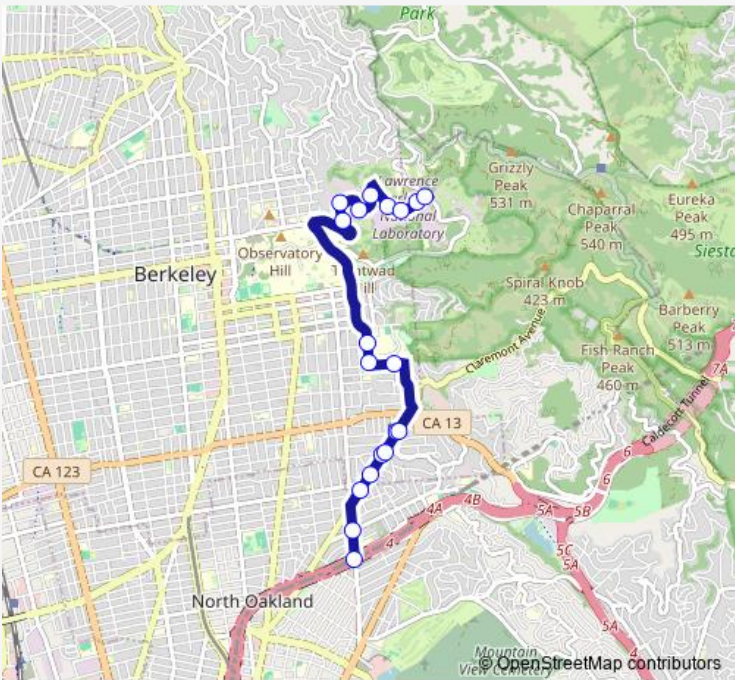 Park
Lawrence
National
Laboratory
Grizzly
Peak
531 m
Chaparral
Peak
540 m
Eureka
Peak
495 m
Observatory
Hill
Berkeley
Hill
Spiral Knob
423 m
Barberry
Peak
513 m
Claremont Avenue
Fish Ranch
Peak
460 m
7A
Caldecott Tunnel
CA 13
CA 123
6
6
4A
4B
5A
5B
4
5C
5A
North Oakland
5A
4
Mountain
View Cemetery
© OpenStreetMap contributors